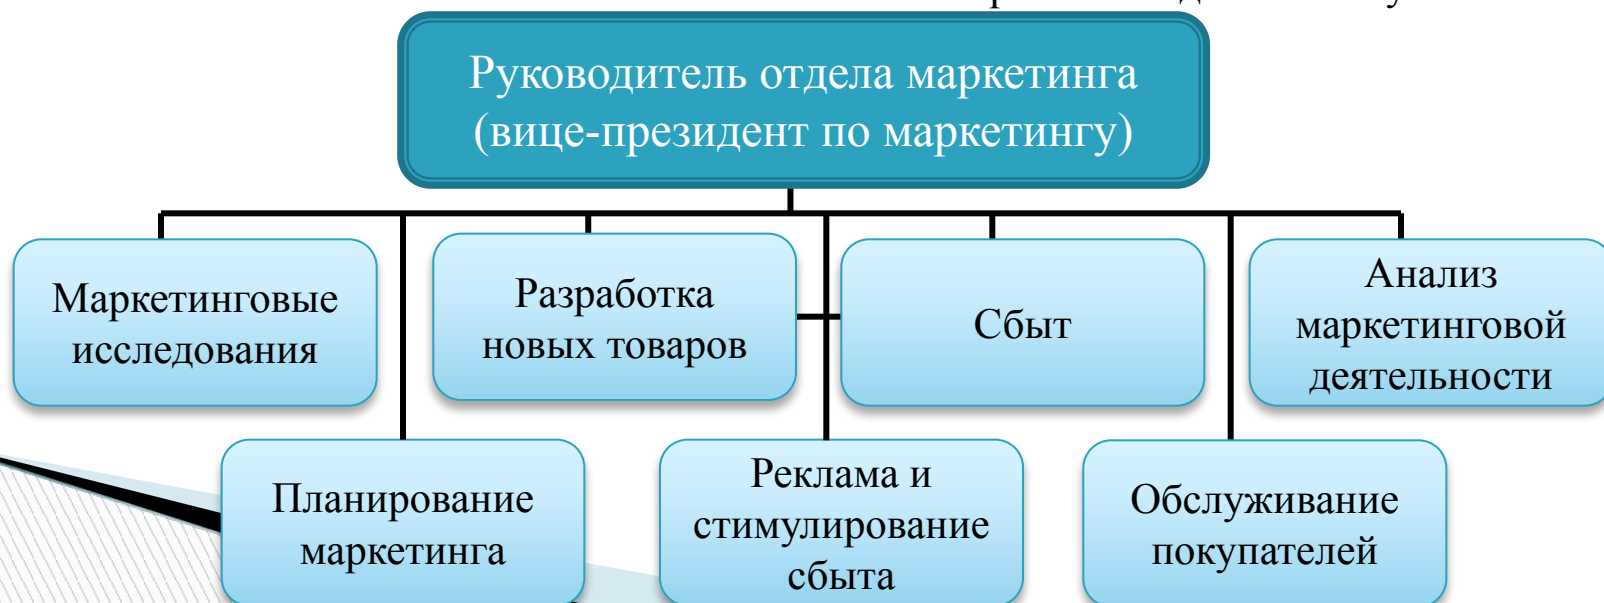 Руководитель отдела маркетинга
(вице-президент по маркетингу)
Маркетинговые
исследования
Разработка
новых товаров
Сбыт
Анализ
маркетинговой
деятельности
Планирование
маркетинга
Реклама и
стимулирование
сбыта
Обслуживание
покупателей